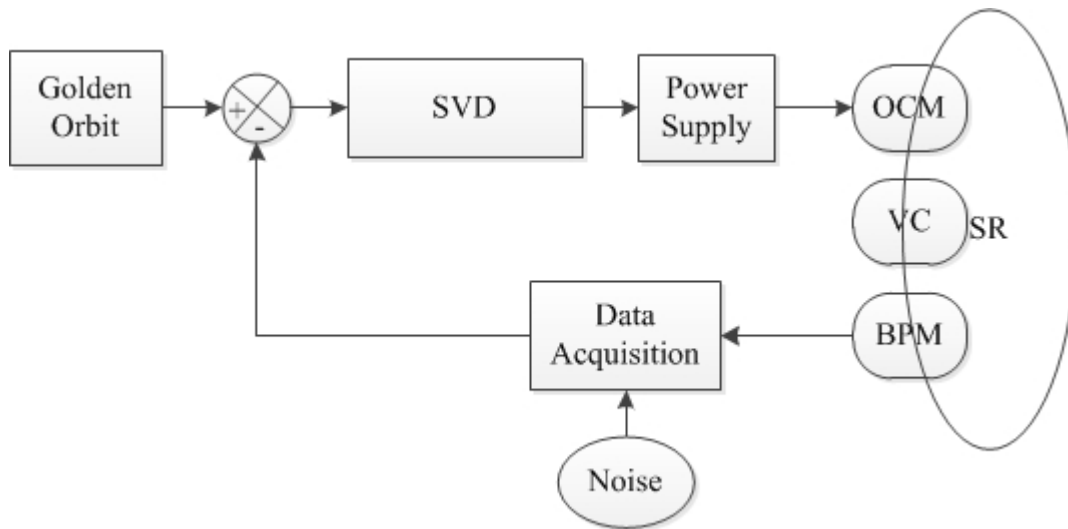 Golden
Orbit
+
-
SVD
Power
Supply
OCM
VC
SR
BPM
Data
Acquisition
Noise